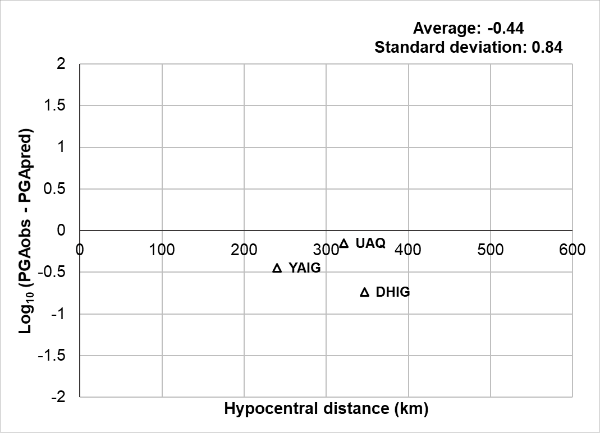 Average: -0.44
Standard deviation: 0.84
2
1.5
1
0.5
0
-0.5
-1
-1.5
-2
0 100 200 300 400 500 600
UAQ
YAIG
DHIG
Log10 (PGAobs - PGApred)
Hypocentral distance (km)